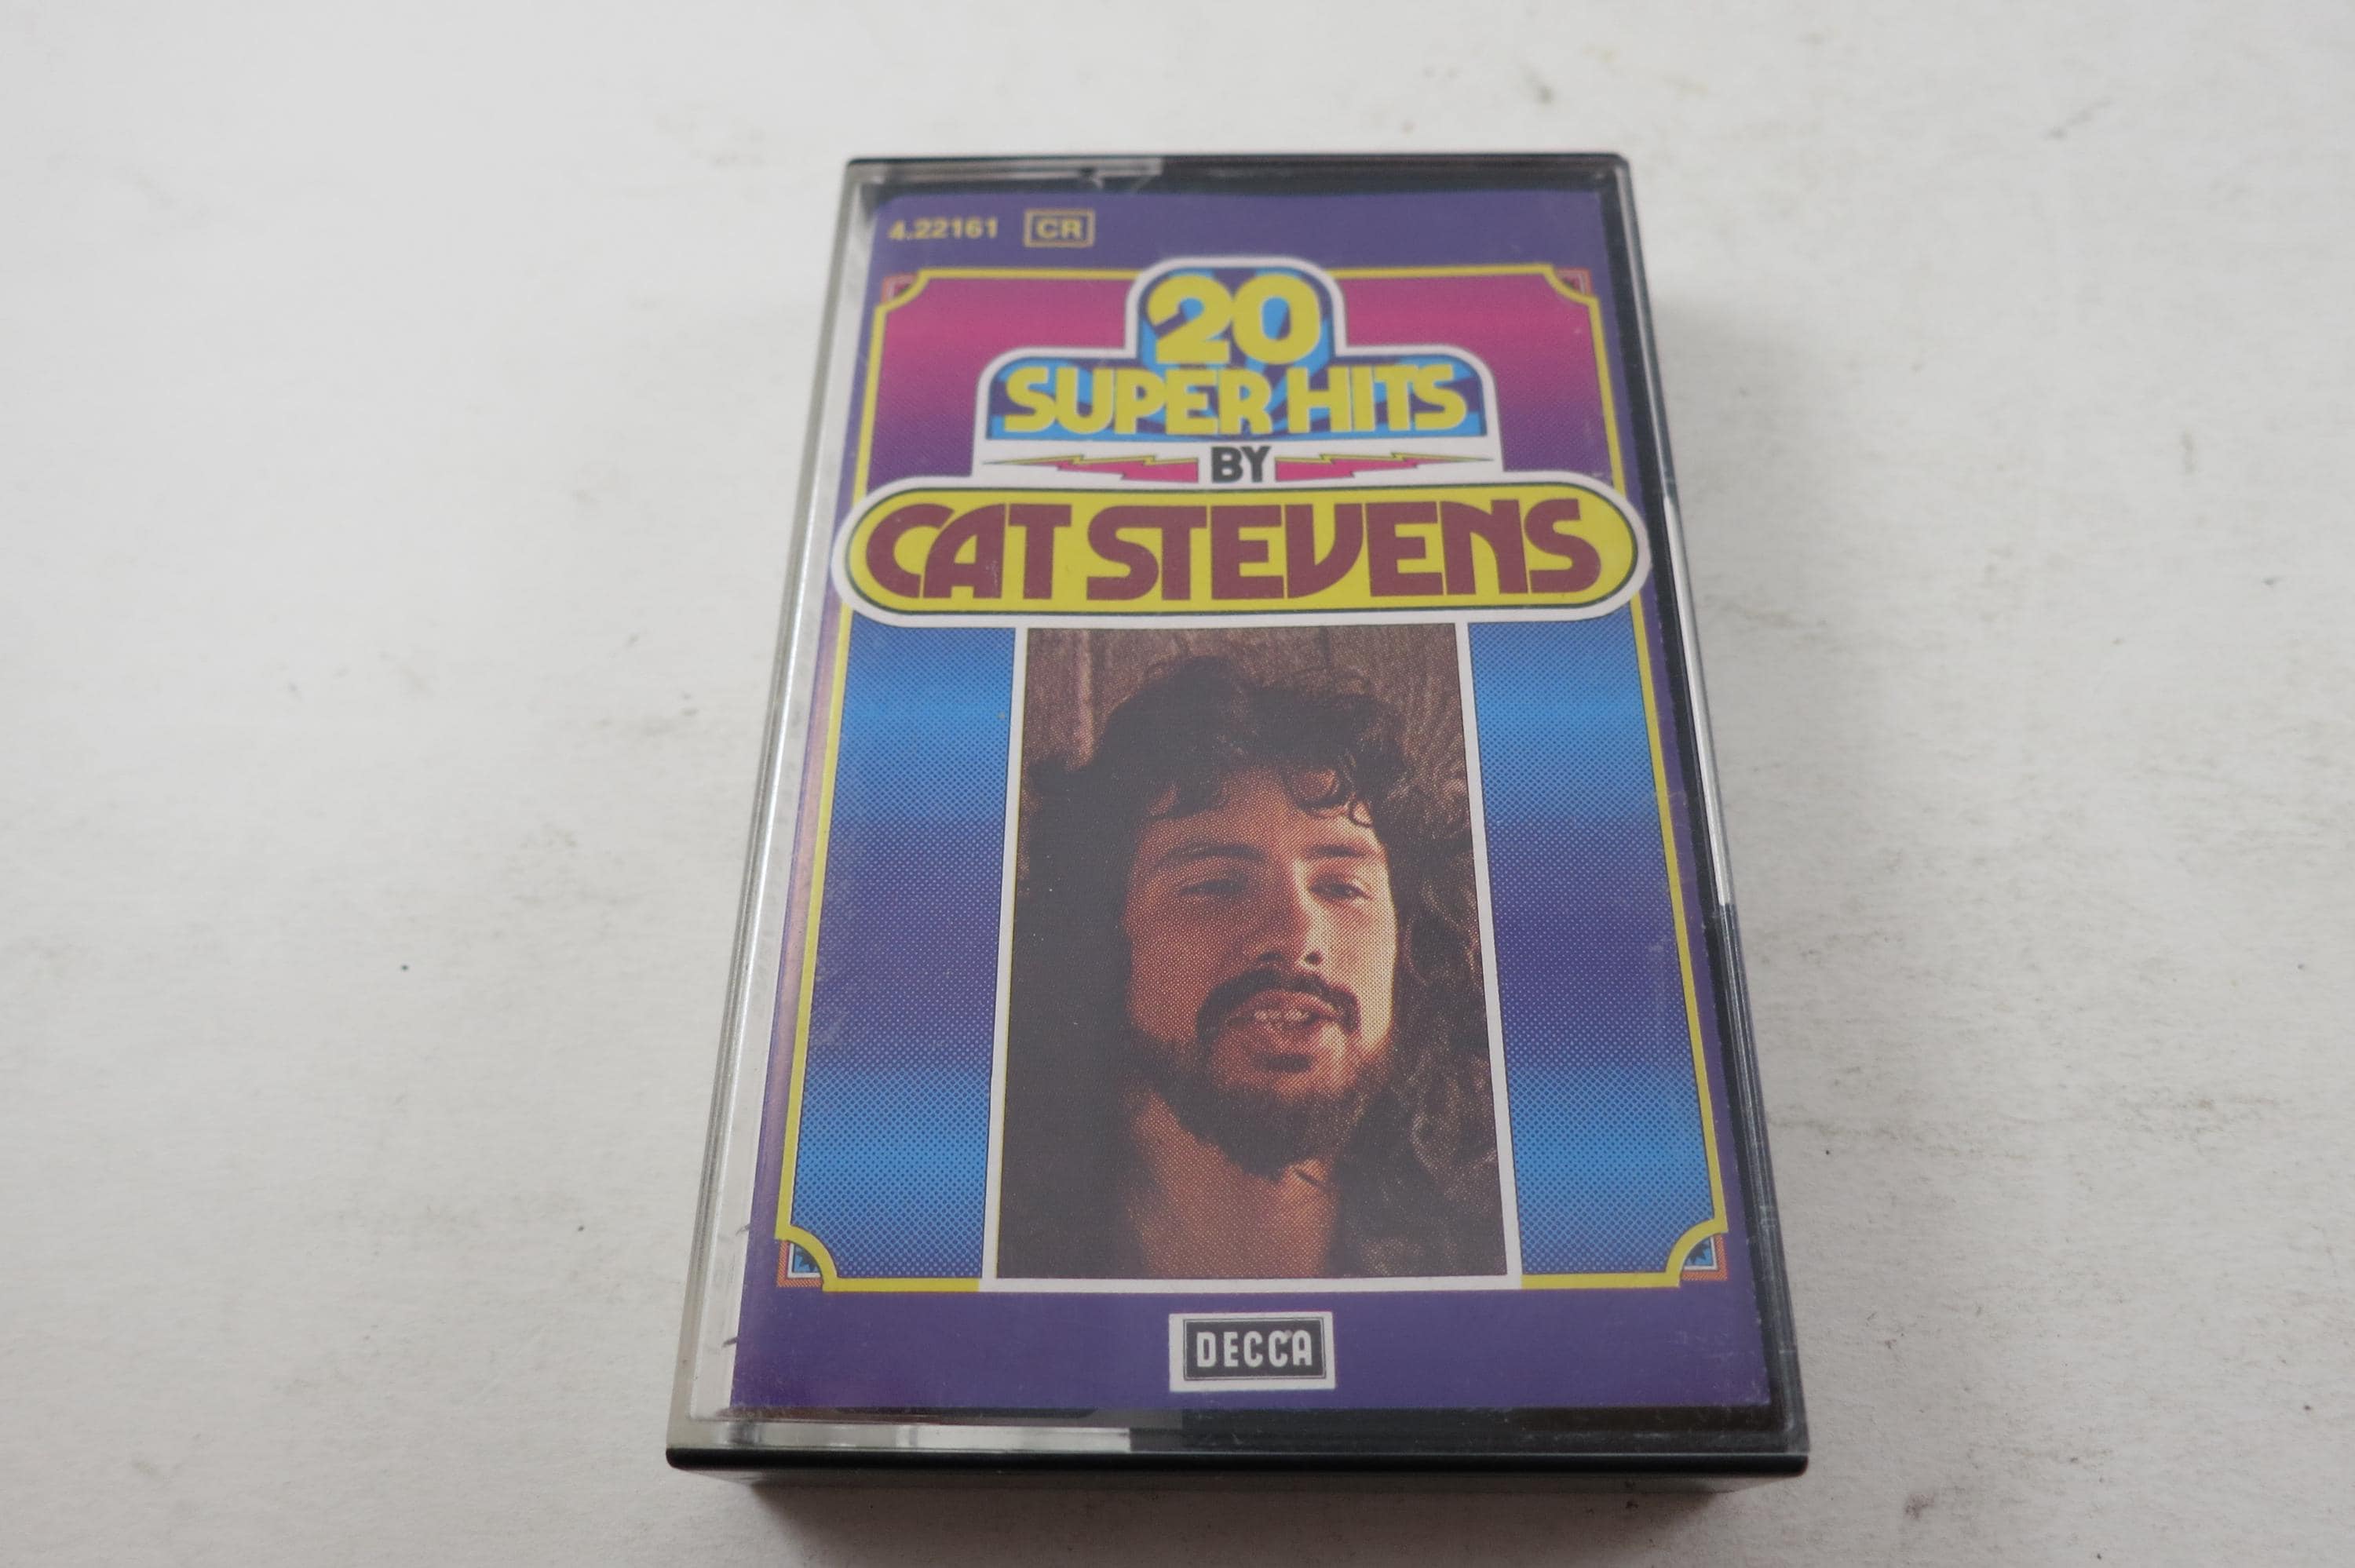 4.22161 CR
20
SUPER HITS
BY
CAT STEVENS
DECCA